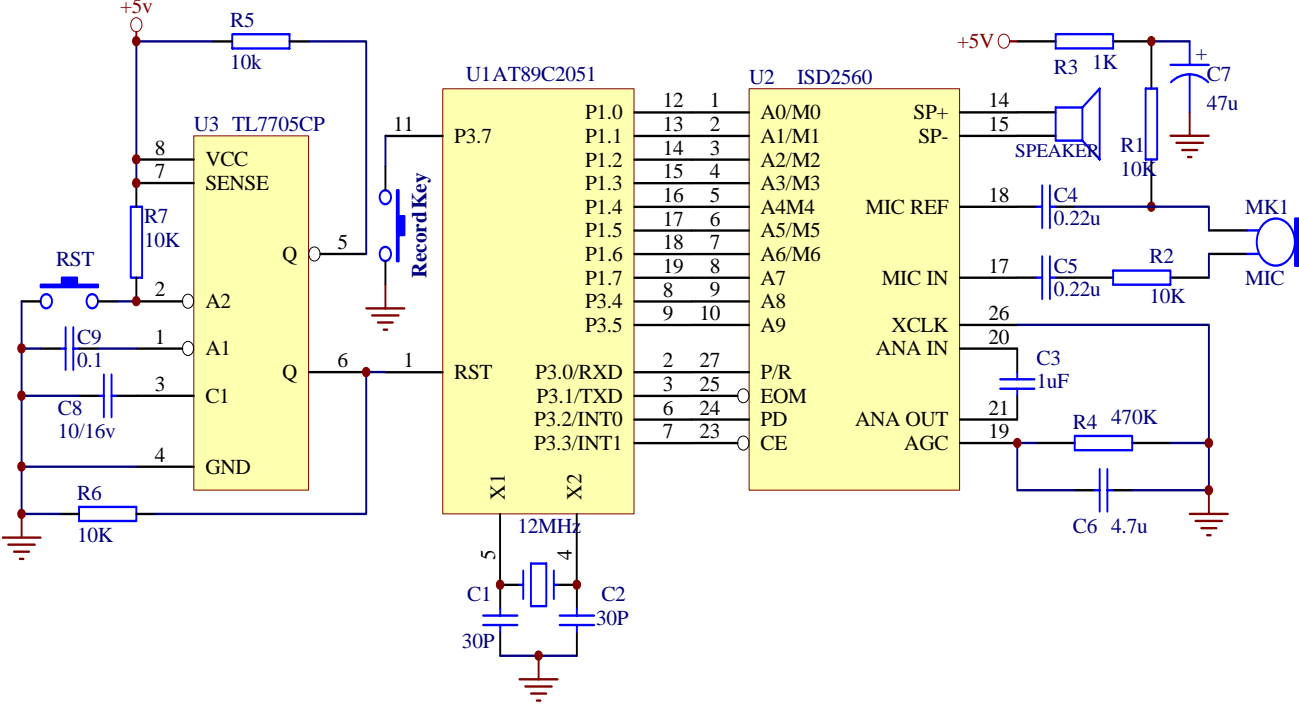 +5v
R5
10k
U3 TL7705CP
8
VCC
7
SENSE
R7
10K
RST
2
A2
C9
0.1
1
A1
C8
10/16v
3
C1
4
GND
R6
10K
Q
5
Q
6
U1AT89C2051
11
P3.7
Record Key
1
RST
P1.0 12
P1.1 13
P1.2 14
P1.3 15
P1.4 16
P1.5 17
P1.6 18
P1.7 19
P3.4 8
P3.5 9
P3.0/RXD 2
P3.1/TXD 3
P3.2/INT0 6
P3.3/INT1 7
X1
X2
12MHz
5
4
C1
30P
C2
30P
U2 ISD2560
1 A0/M0
2 A1/M1
3 A2/M2
4 A3/M3
5 A4M4
6 A5/M5
7 A6/M6
8 A7
9 A8
10 A9
27 P/R
25 EOM
24 PD
23 CE
SP+ 14
SP- 15
SPEAKER
MIC REF 18
MIC IN 17
XCLK 26
ANA IN 20
ANA OUT 21
AGC 19
+5V
R3 1K
+
C7
47u
R1
10K
C4
0.22u
C5
0.22u
R2
10K
MK1
MIC
C3
1uF
R4 470K
C6 4.7u